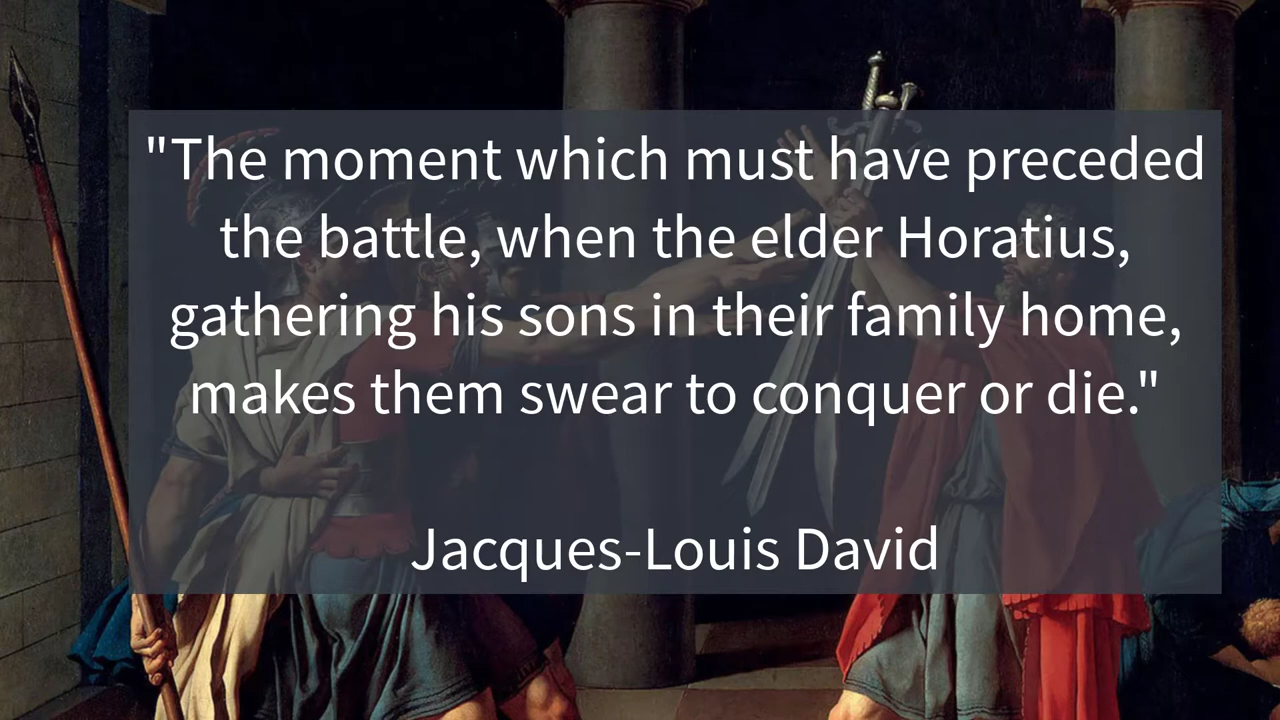 "The moment which must have preceded
the battle, when the elder Horatius,
gathering his sons in their family home,
makes them swear to conquer or die."
Jacques-Louis David